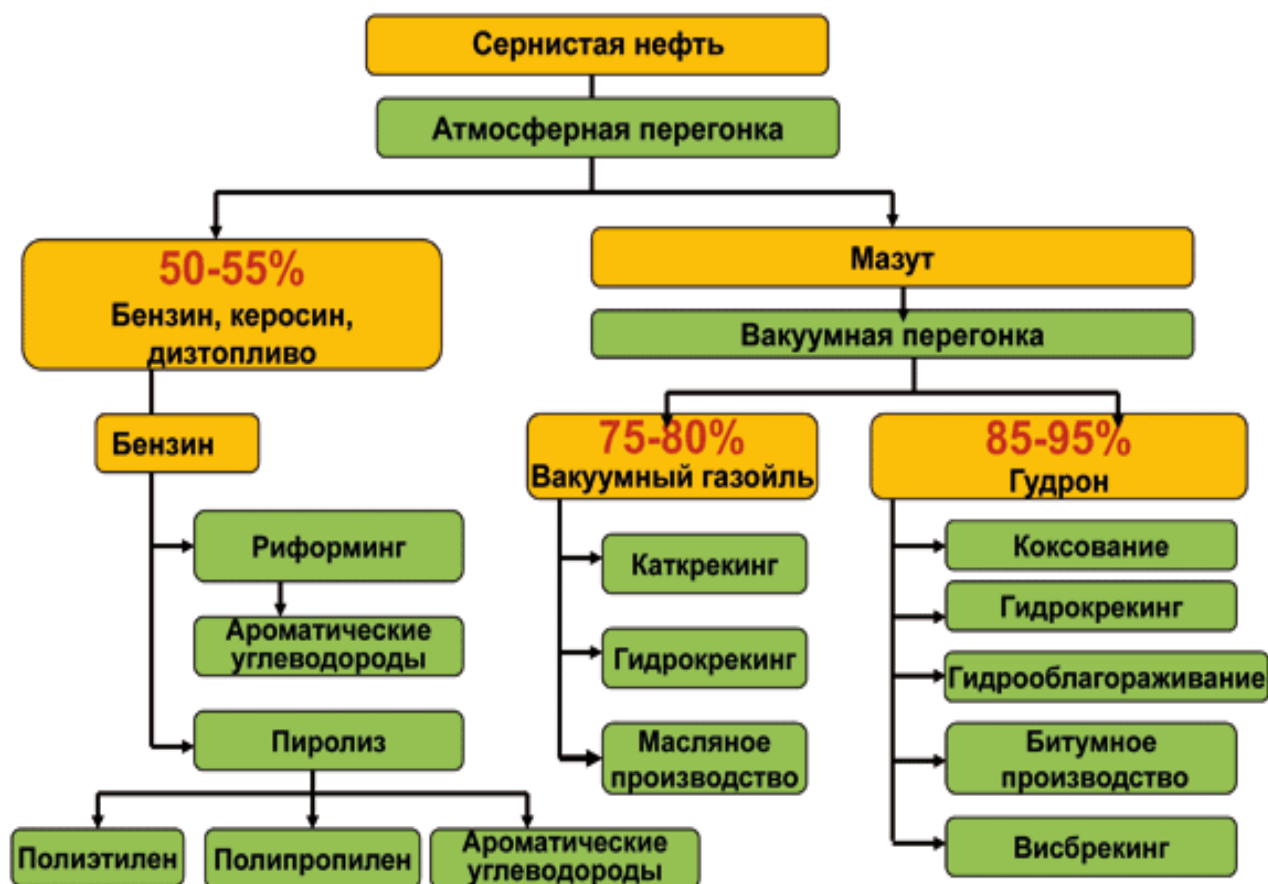 Сернистая нефть
Атмосферная перегонка
50-55%
Бензин, керосин,
дизтопливо
Мазут
Вакуумная перегонка
Бензин
75-80%
Вакуумный газойль
85-95%
Гудрон
Риформинг
Ароматические
углеводороды
Пиролиз
Полиэтилен
Полипропилен
Ароматические
углеводороды
Каткрекинг
Гидрокрекинг
Масляное
производство
Коксование
Гидрокрекинг
Гидрооблагораживание
Битумное
производство
Висбрекинг